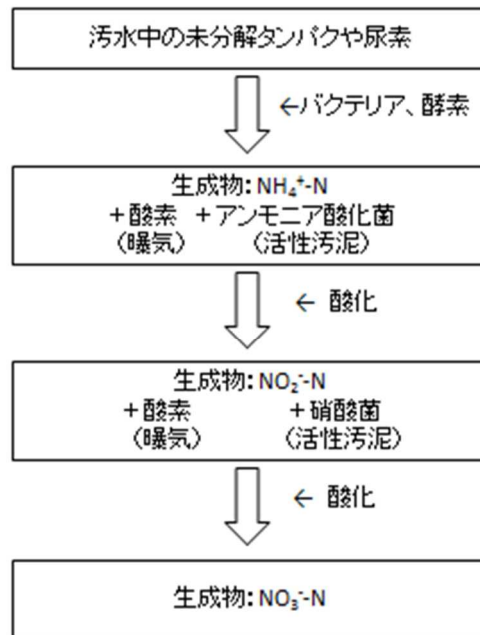 汚水中の未分解タンパクや尿素
←バクテリア、酵素
生成物:NH₄⁺-N
+酸素 +アンモニア酸化菌
(曝気) (活性汚泥)
← 酸化
生成物:NO₂⁻-N
+酸素 +硝酸菌
(曝気) (活性汚泥)
← 酸化
生成物:NO₃⁻-N